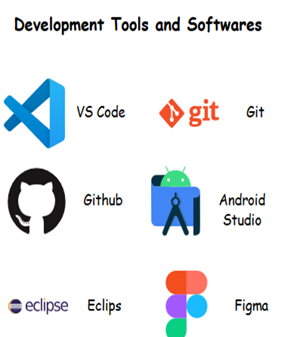 Development Tools and Softwares
VS Code
git Git
Github
Android
Studio
eclipse Eclips
Figma